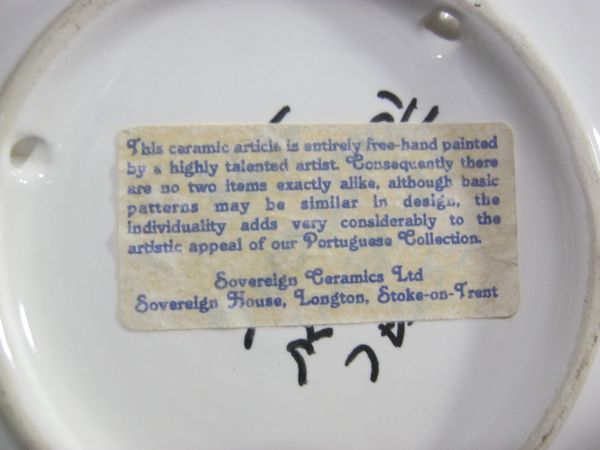 This ceramic article is entirely free-hand painted
by a highly talented artist. Consequently there
are no two items exactly alike, although basic
patterns may be similar in design, the
individuality adds very considerably to the
artistic appeal of our Portuguese Collection.
Sovereign Ceramics Ltd
Sovereign House, Longton, Stoke-on-Trent